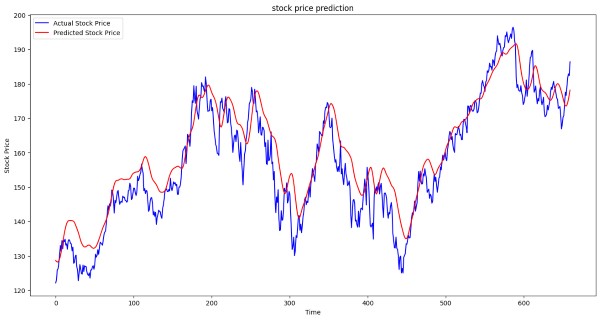 stock price prediction
Actual Stock Price
Predicted Stock Price
200
190
180
170
160
150
140
130
120
Stock Price
0 100 200 300 400 500 600
Time